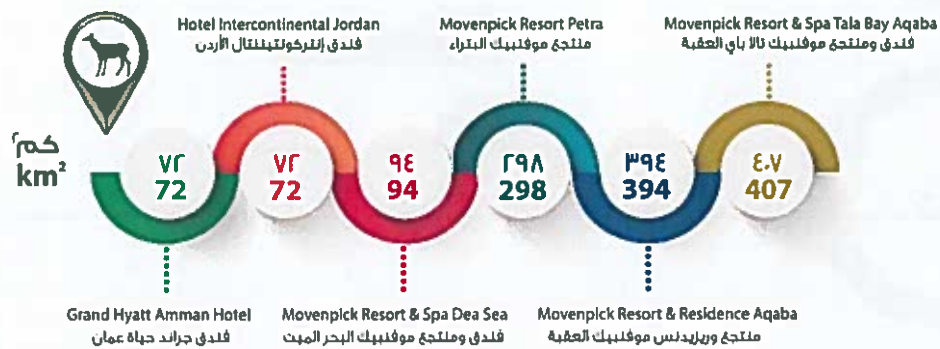 Hotel Intercontinental Jordan
فندق إنتركونتيننتال الأردن
Movenpick Resort Petra
منتجع موفنبيك البتراء
Movenpick Resort & Spa Tala Bay Aqaba
فندق ومنتجع موفنبيك تالا بأي العقبة
كم٢
km²
٧٢
72
٧٢
72
٩٤
94
٢٩٨
298
٣٩٤
394
٤٠٧
407
Grand Hyatt Amman Hotel
فندق جراند حياة عمان
Movenpick Resort & Spa Dea Sea
فندق ومنتجع موفنبيك البحر الميت
Movenpick Resort & Residence Aqaba
منتجع وريزيدنس موفنبيك العقبة